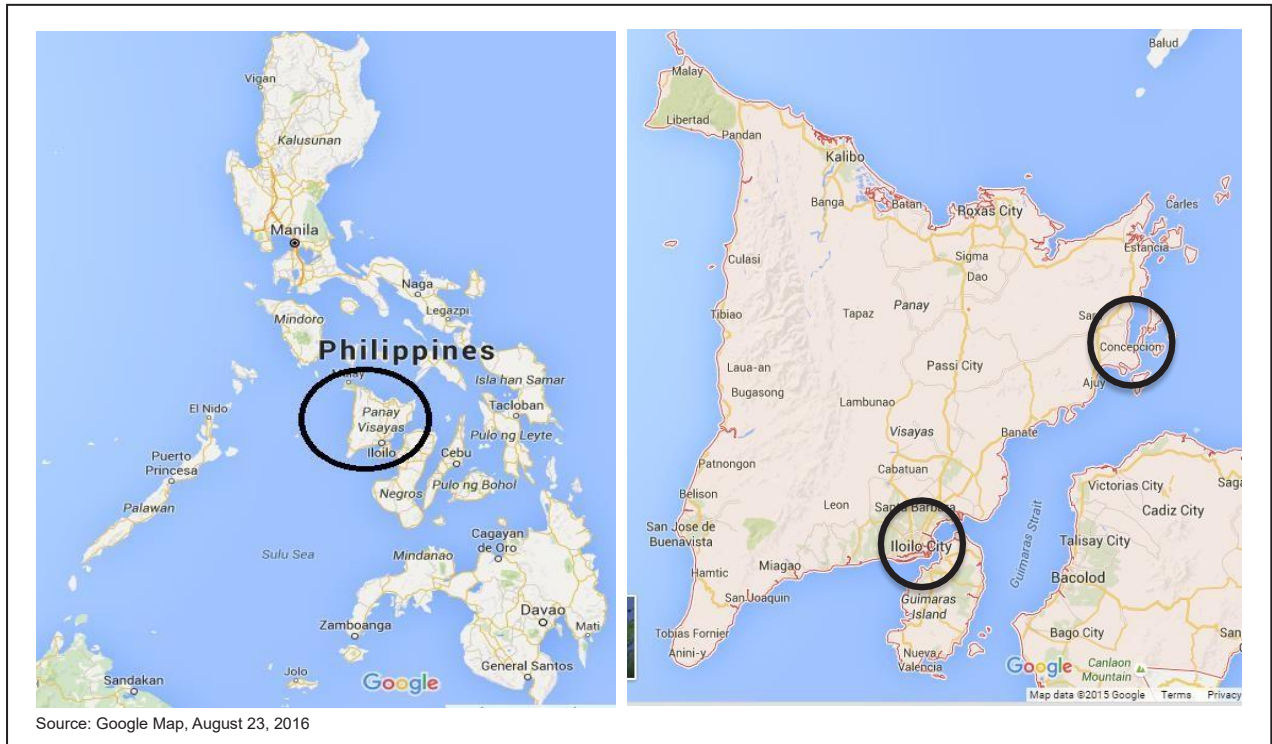 Vigan
Kalusunan
Manila
Naga
Legazpi
Mindoro
Philippines
Malay
Isla han Samar
Panay
Visayas
Tacloban
El Nido
Iloilo
Cebu
Pulo ng Leyte
Puerto
Princesa
Negros
Pulo ng Bohol
Palawan
Cagayan
de Oro
Sulu Sea
Mindanao
Davao
Mati
Zamboanga
General Santos
Jolo
Google
Sandakan
Balud
Malay
Libertad
Pandan
Kalibo
Banga
Batan
Roxas City
Carles
Estancia
Culasi
Sigma
Dao
Panay
Tibiao
Tapaz
Sara
Concepcion
Laua-an
Passi City
Ajuy
Bugasong
Lambunao
Visayas
Banate
Patnongon
Cabatuan
Victorias City
Saga
Belison
Leon
Santa Barbara
Cadiz City
San Jose de
Buenavista
Iloilo City
Guimaras Strait
Talisay City
Hamtic
Miagao
Bacolod
San Joaquin
Guimaras
Island
Tobias Fornier
Bago City
San
Anini-y
Nueva
Valencia
Google
Canlaon
Mountain
Map data ©2015 Google Terms Privacy
Source: Google Map, August 23, 2016